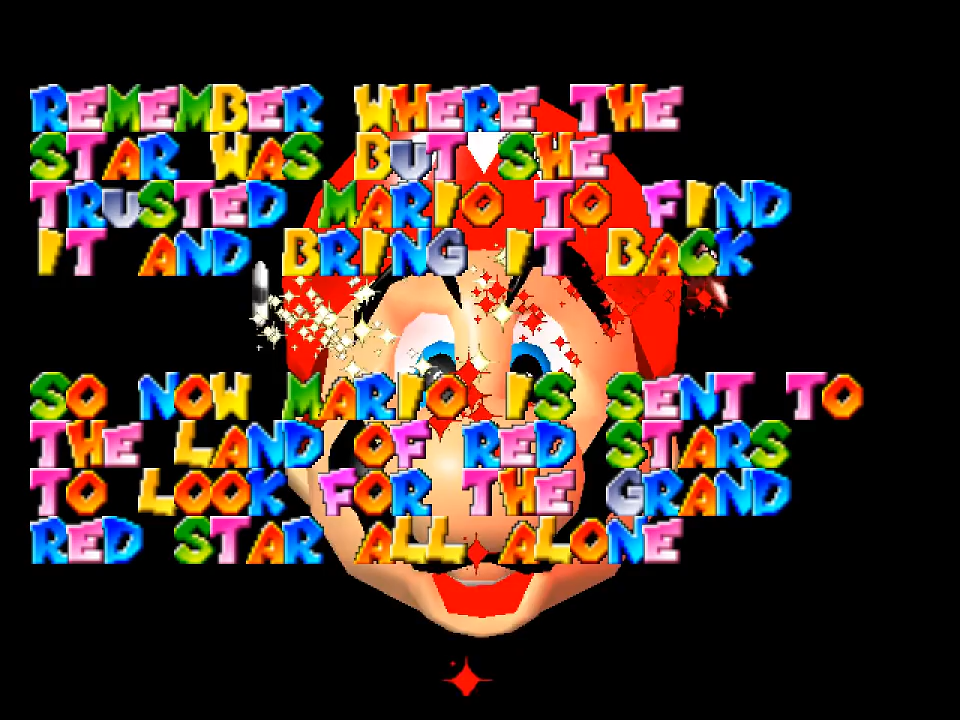 REMEMBER WHERE THE
STAR WAS BUT SHE
TRUSTED MARIO TO FIND
IT AND BRING IT BACK
SO NOW MARIO IS SENT TO
THE LAND OF RED STARS
TO LOOK FOR THE GRAND
RED STAR ALL ALONE